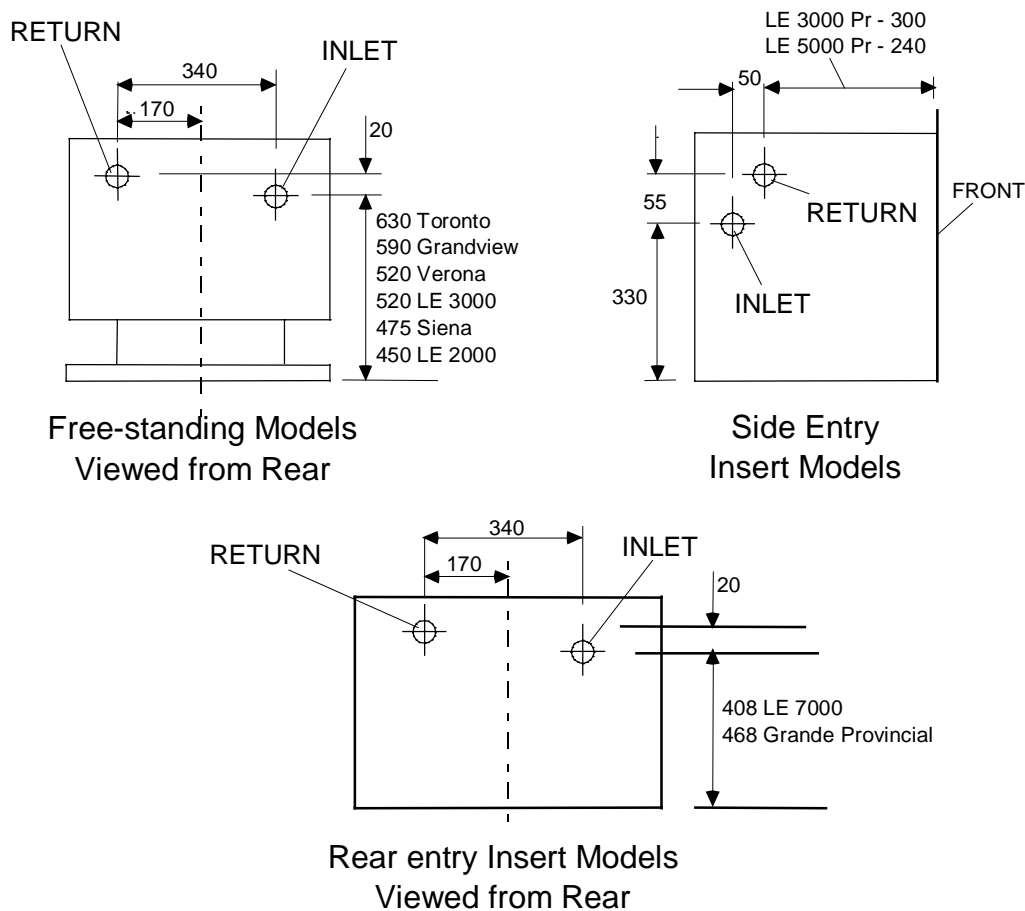 RETURN
INLET
340
170
20
630 Toronto
590 Grandview
520 Verona
520 LE 3000
475 Siena
450 LE 2000
Free-standing Models
Viewed from Rear
LE 3000 Pr - 300
LE 5000 Pr - 240
50
FRONT
RETURN
55
330
INLET
Side Entry
Insert Models
340
RETURN
INLET
170
20
408 LE 7000
468 Grande Provincial
Rear entry Insert Models
Viewed from Rear